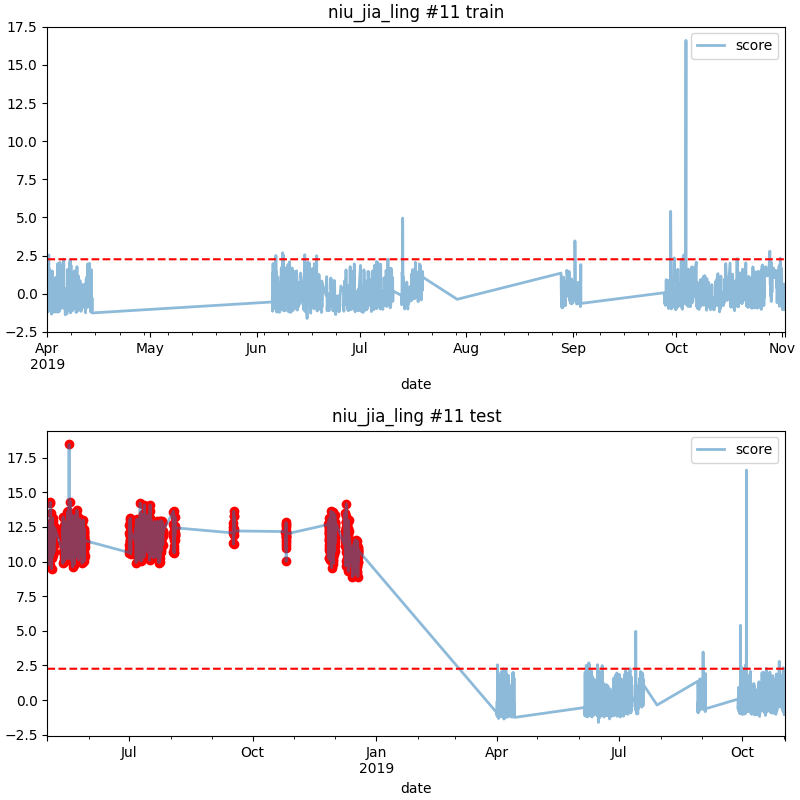 niu_jia_ling #11 train
17.5
score
15.0
12.5
10.0
7.5
5.0
2.5
0.0
−2.5
Apr May Jun Jul Aug Sep Oct Nov
2019
date
niu_jia_ling #11 test
score
17.5
15.0
12.5
10.0
7.5
5.0
2.5
0.0
−2.5
Jul Oct Jan Apr Jul Oct
2019
date